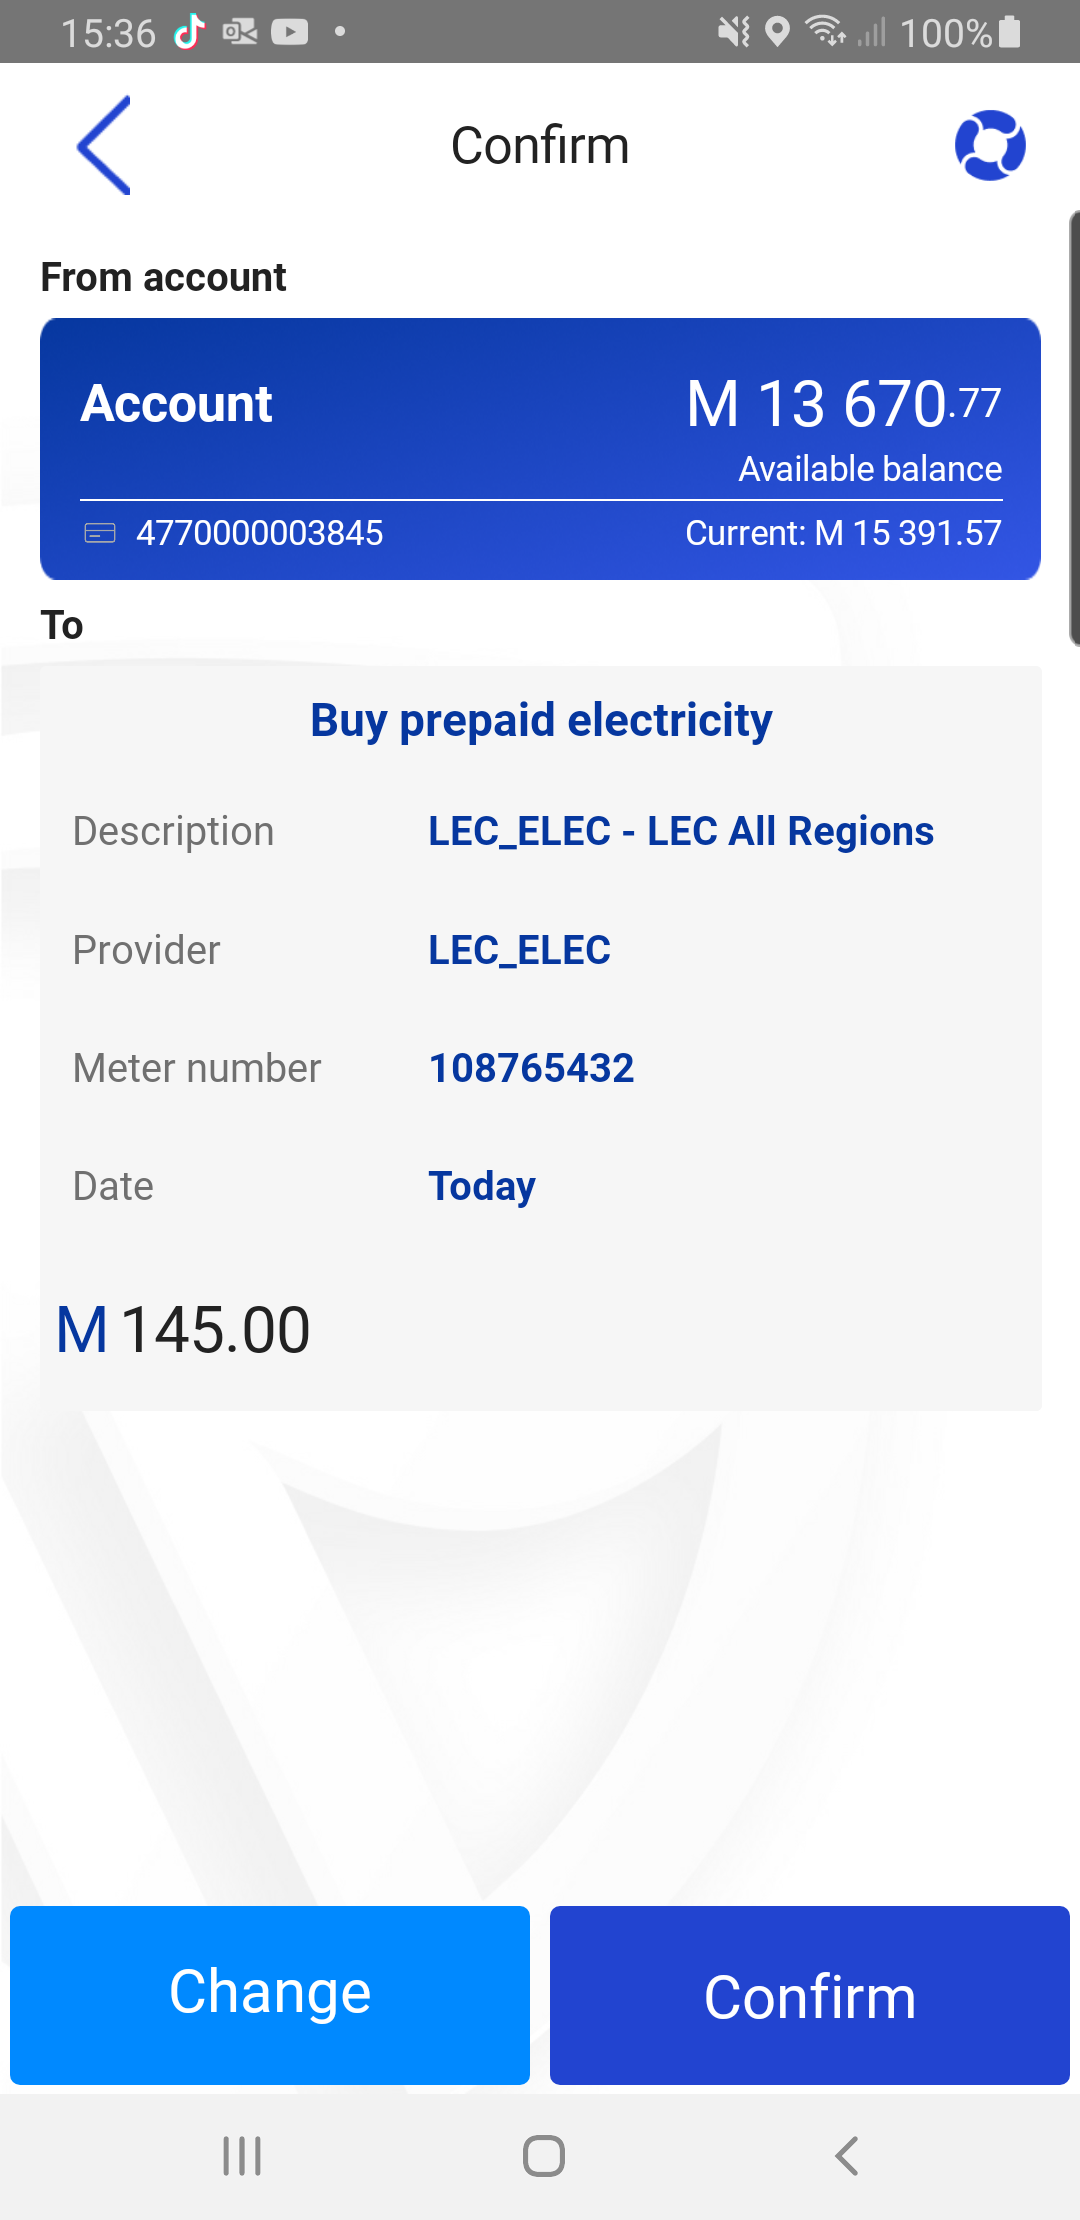 15:36 100%
Confirm
From account
Account M 13 670.77
Available balance
4770000003845 Current: M 15 391.57
To
Buy prepaid electricity
Description LEC_ELEC - LEC All Regions
Provider LEC_ELEC
Meter number 108765432
Date Today
M 145.00
Change Confirm